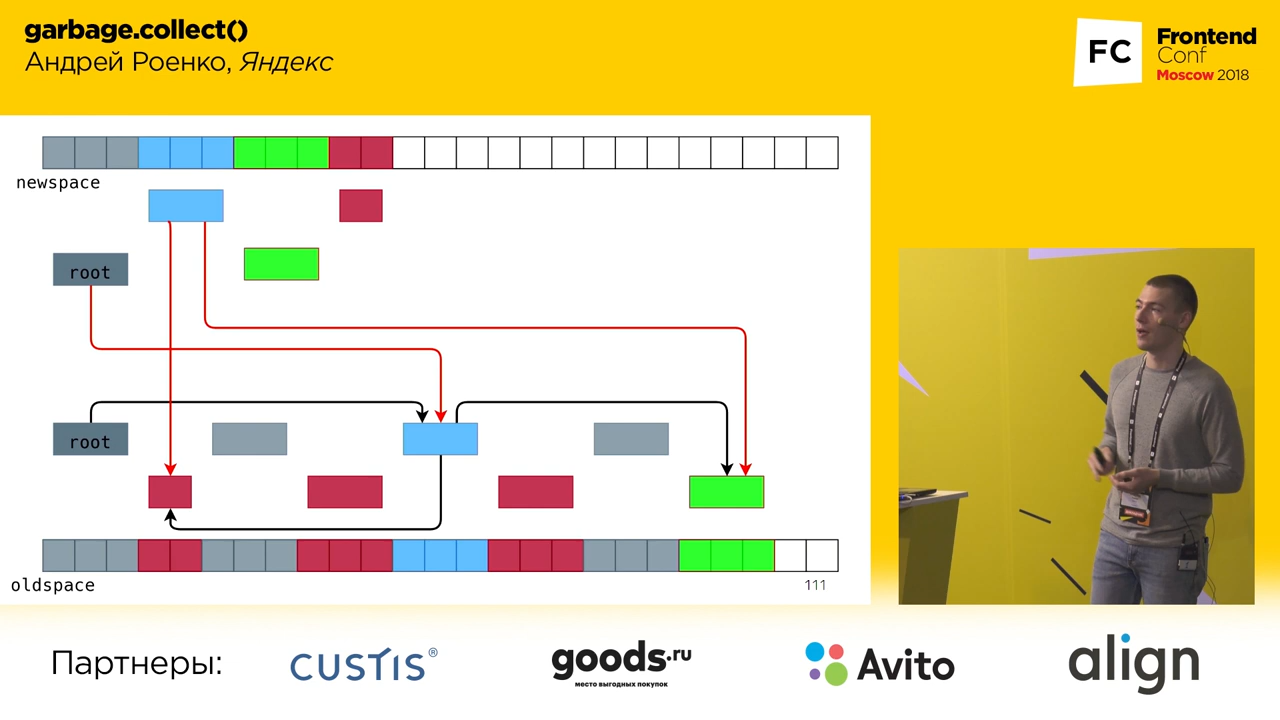 garbage.collect()
Андрей Роенко, Яндекс
FC
Frontend
Conf
Moscow 2018
newspace
root
root
oldspace
111
Партнеры:
CUSTIS®
goods.ru
место выгодных покупок
Avito
align